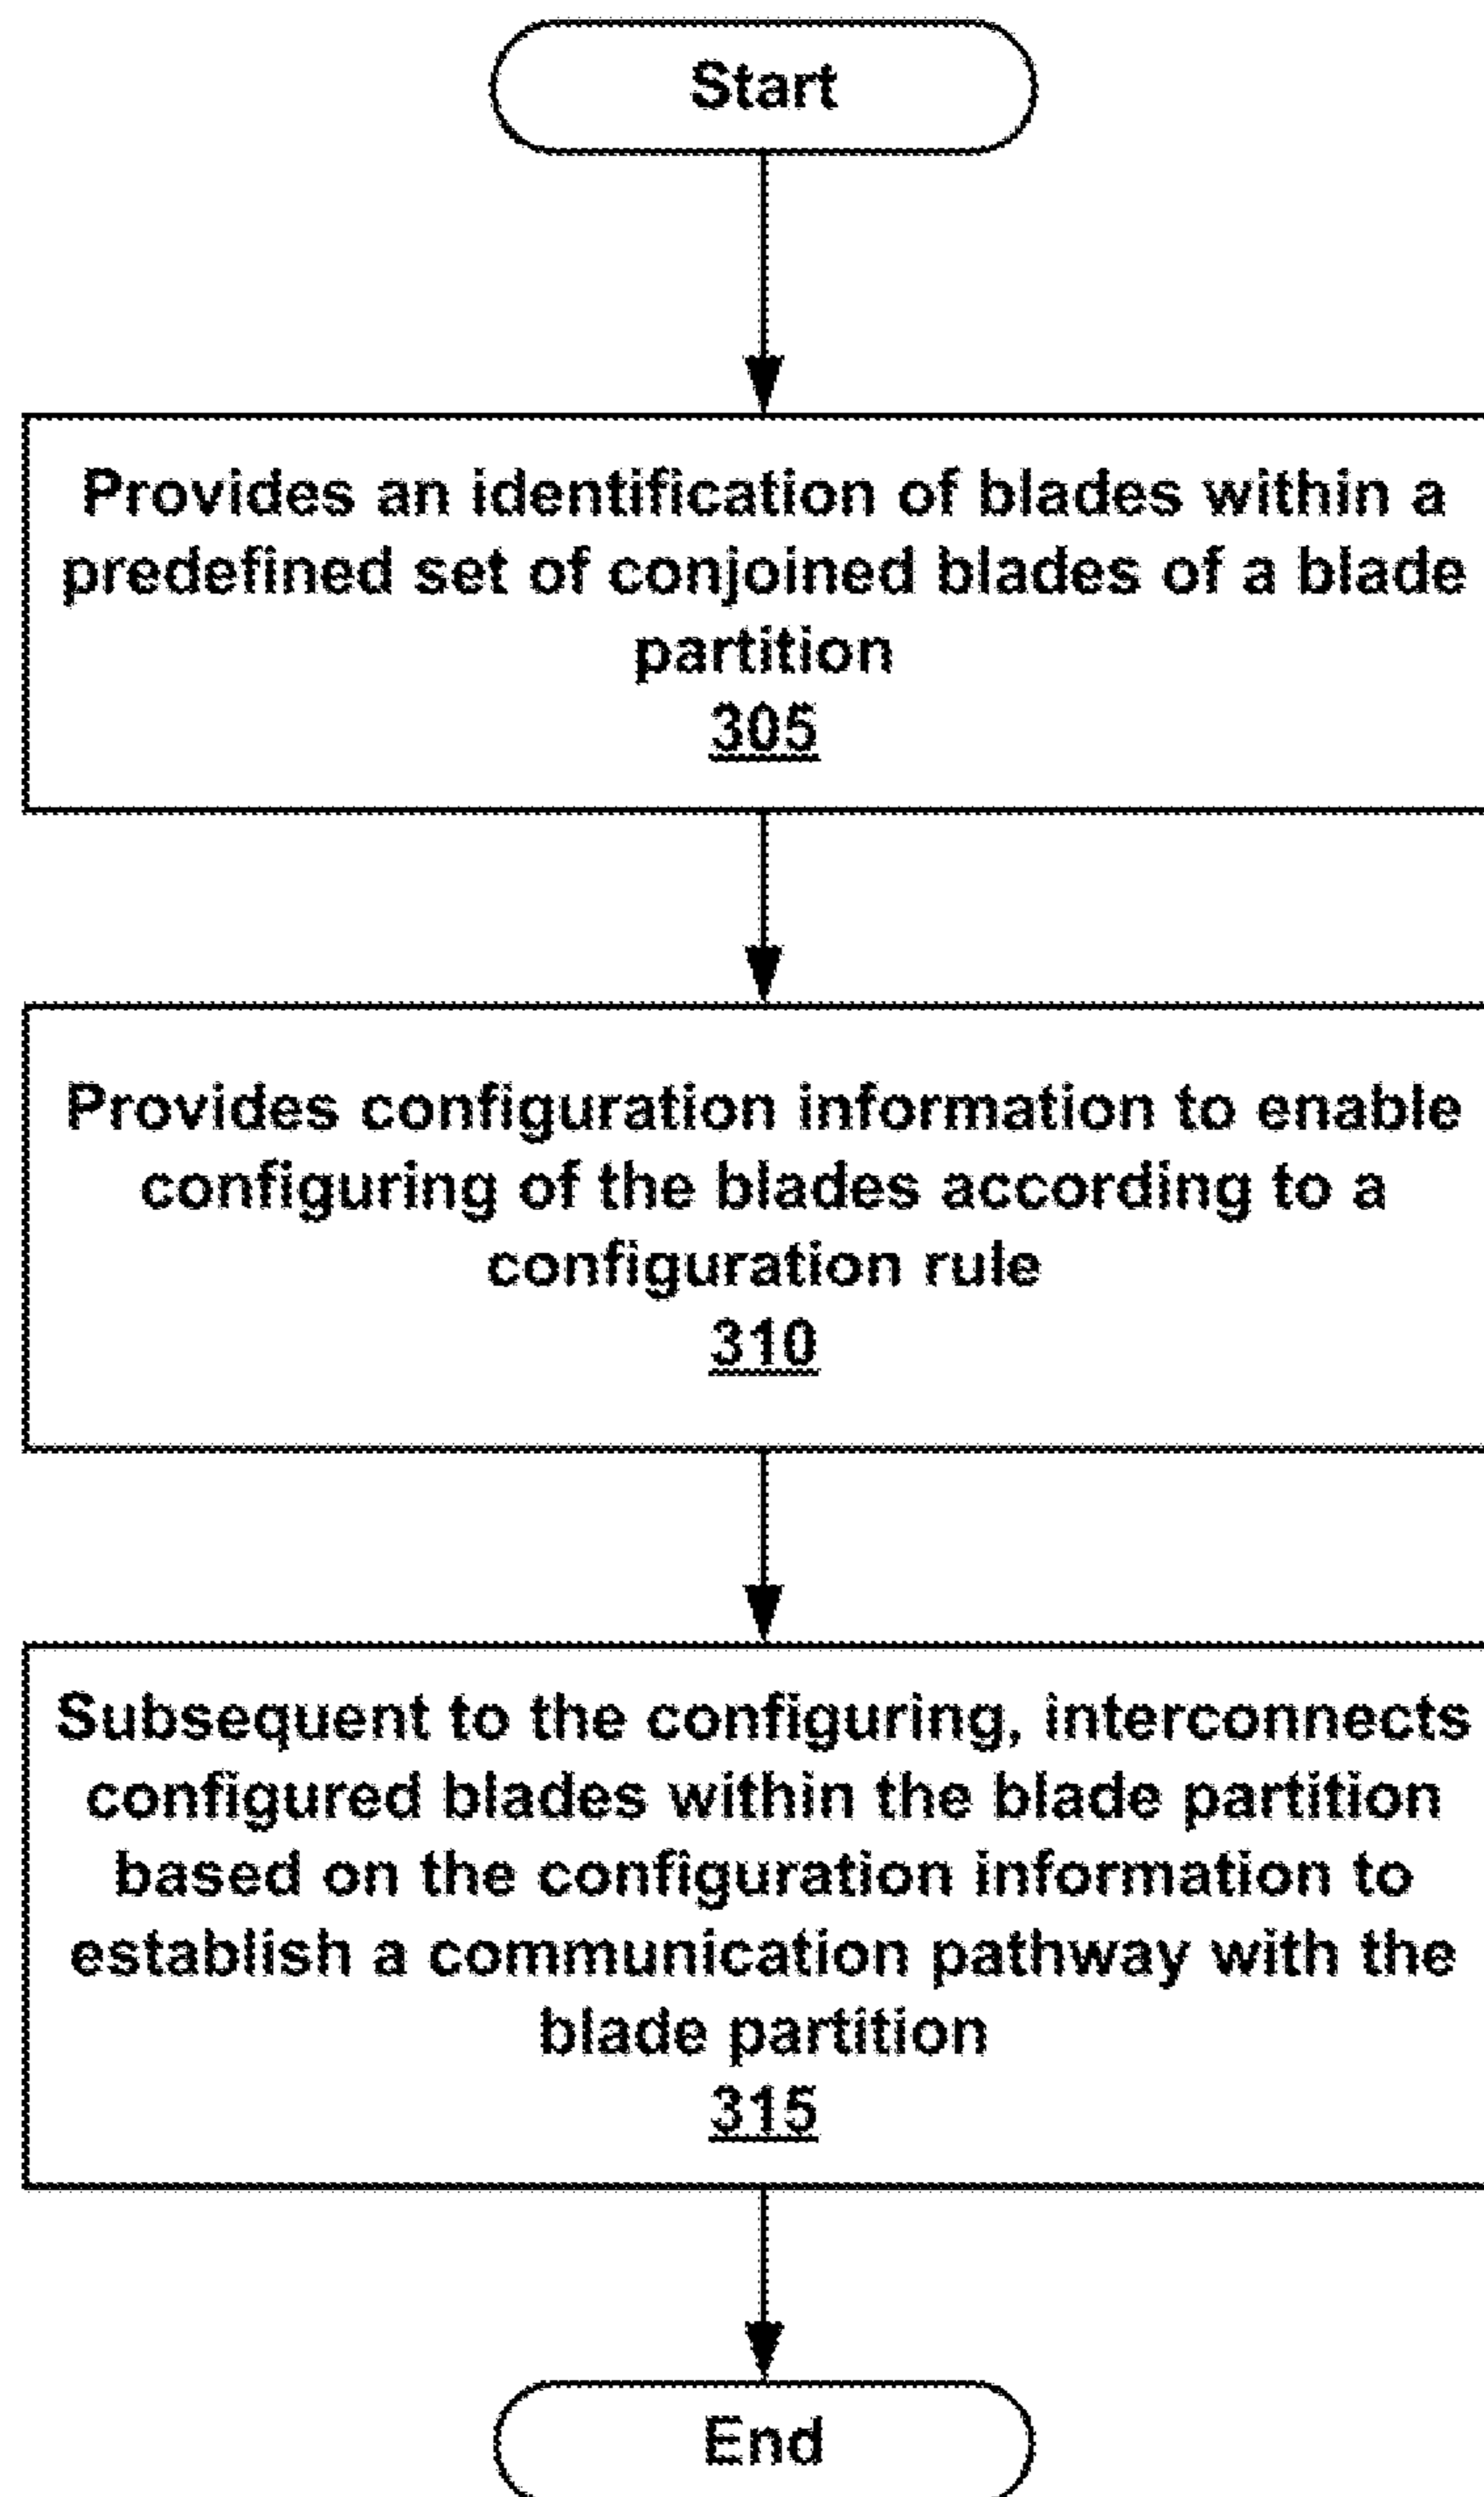 Start
Provides an identification of blades within a
predefined set of conjoined blades of a blade
partition
305
Provides configuration information to enable
configuring of the blades according to a
configuration rule
310
Subsequent to the configuring, interconnects
configured blades within the blade partition
based on the configuration information to
establish a communication pathway with the
blade partition
315
End